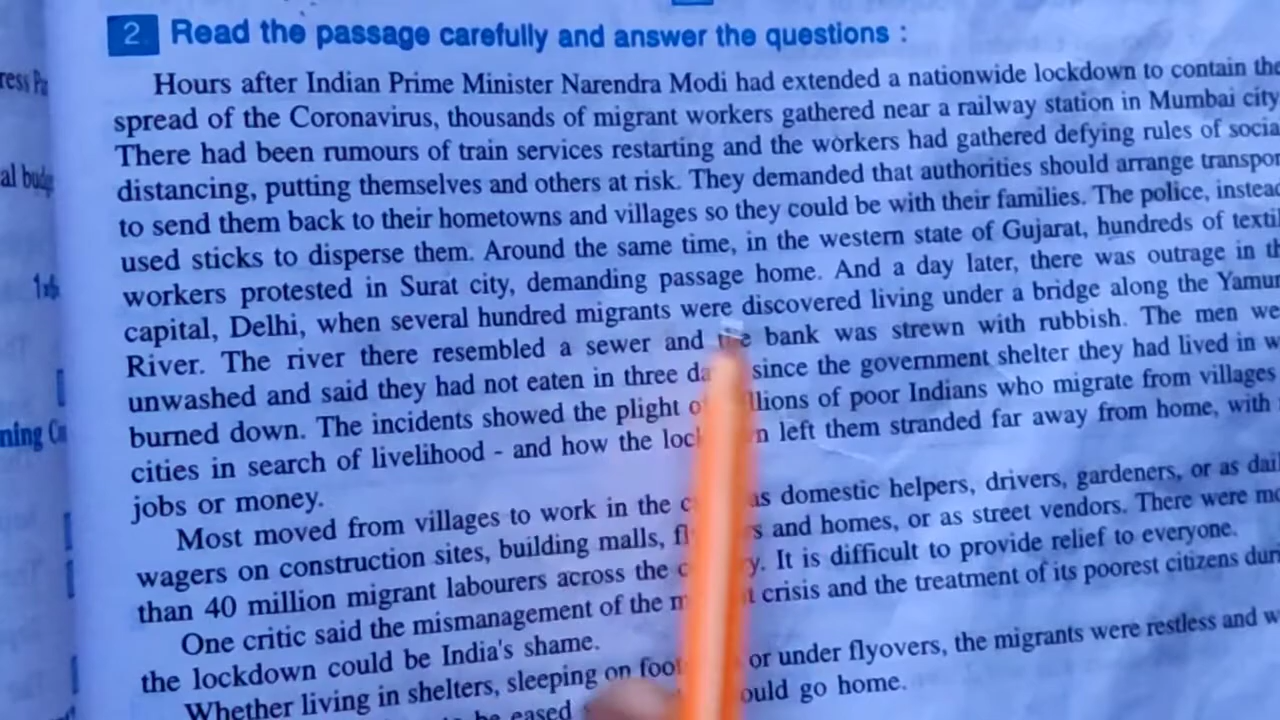 ress Pa
al budg
ning Ca
2 Read the passage carefully and answer the questions :
Hours after Indian Prime Minister Narendra Modi had extended a nationwide lockdown to contain the
spread of the Coronavirus, thousands of migrant workers gathered near a railway station in Mumbai city
There had been rumours of train services restarting and the workers had gathered defying rules of socia
distancing, putting themselves and others at risk. They demanded that authorities should arrange transpor
to send them back to their hometowns and villages so they could be with their families. The police, instead
used sticks to disperse them. Around the same time, in the western state of Gujarat, hundreds of texti
workers protested in Surat city, demanding passage home. And a day later, there was outrage in th
capital, Delhi, when several hundred migrants were discovered living under a bridge along the Yamun
River. The river there resembled a sewer and the bank was strewn with rubbish. The men we
unwashed and said they had not eaten in three da since the government shelter they had lived in w
burned down. The incidents showed the plight o llions of poor Indians who migrate from villages
cities in search of livelihood - and how the loc n left them stranded far away from home, with
jobs or money.
Most moved from villages to work in the c as domestic helpers, drivers, gardeners, or as dail
wages on construction sites, building malls, fl s and homes, or as street vendors. There were mo
than 40 million migrant labourers across the c y. It is difficult to provide relief to everyone.
One critic said the mismanagement of the m t crisis and the treatment of its poorest citizens duri
the lockdown could be India's shame.
Whether living in shelters, sleeping on foo or under flyovers, the migrants were restless and w
be eased ould go home.